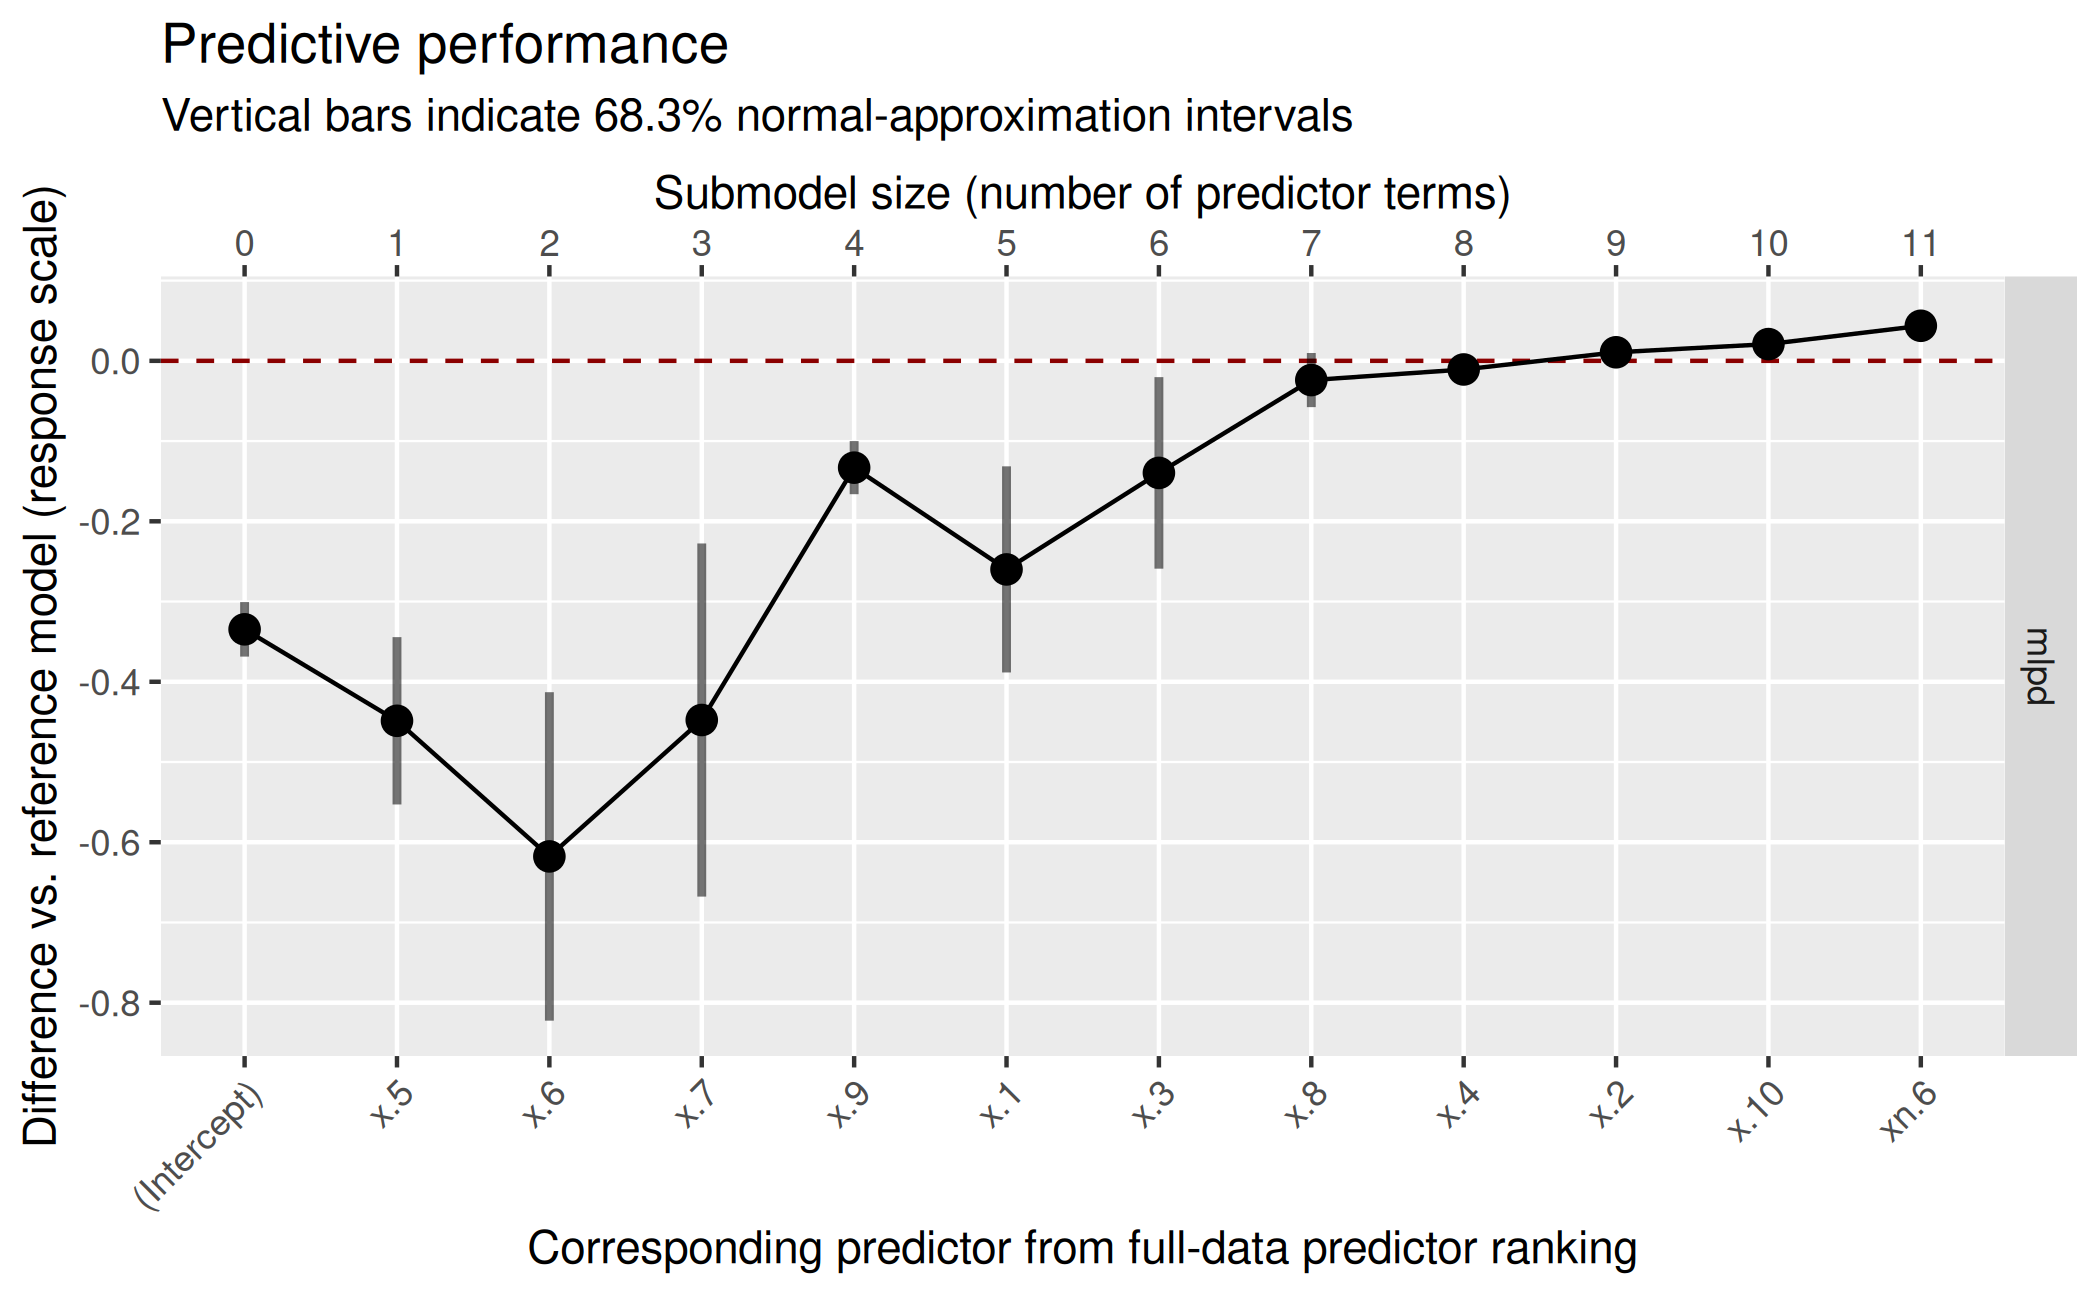 Predictive performance
Vertical bars indicate 68.3% normal-approximation intervals
Submodel size (number of predictor terms)
0 1 2 3 4 5 6 7 8 9 10 11
Difference vs. reference model (response scale)
0.0
-0.2
-0.4
-0.6
-0.8
mlpd
(Intercept) x.5 x.6 x.7 x.9 x.1 x.3 x.8 x.4 x.2 x.10 xn.6
Corresponding predictor from full-data predictor ranking